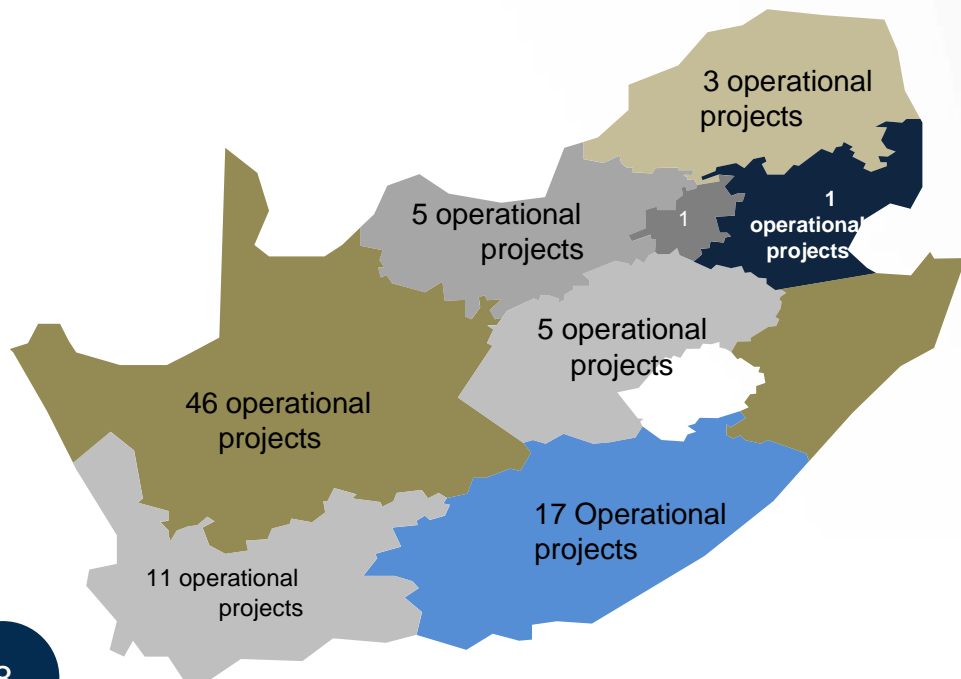 3 operational
projects
5 operational
projects
1
1
operational
projects
5 operational
projects
46 operational
projects
17 Operational
projects
11 operational
projects